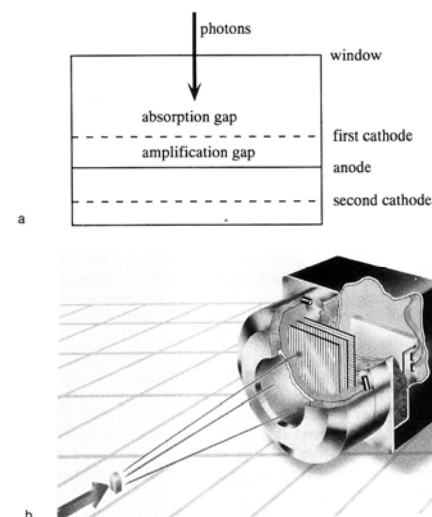 photons
window
absorption gap
first cathode
amplification gap
anode
second cathode
a
b